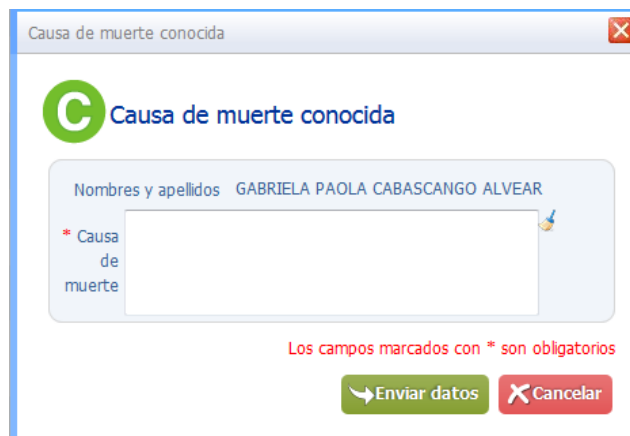 Causa de muerte conocida
C Causa de muerte conocida
Nombres y apellidos GABRIELA PAOLA CABASCANGO ALVEAR
* Causa
de
muerte
Los campos marcados con * son obligatorios
Enviar datos Cancelar